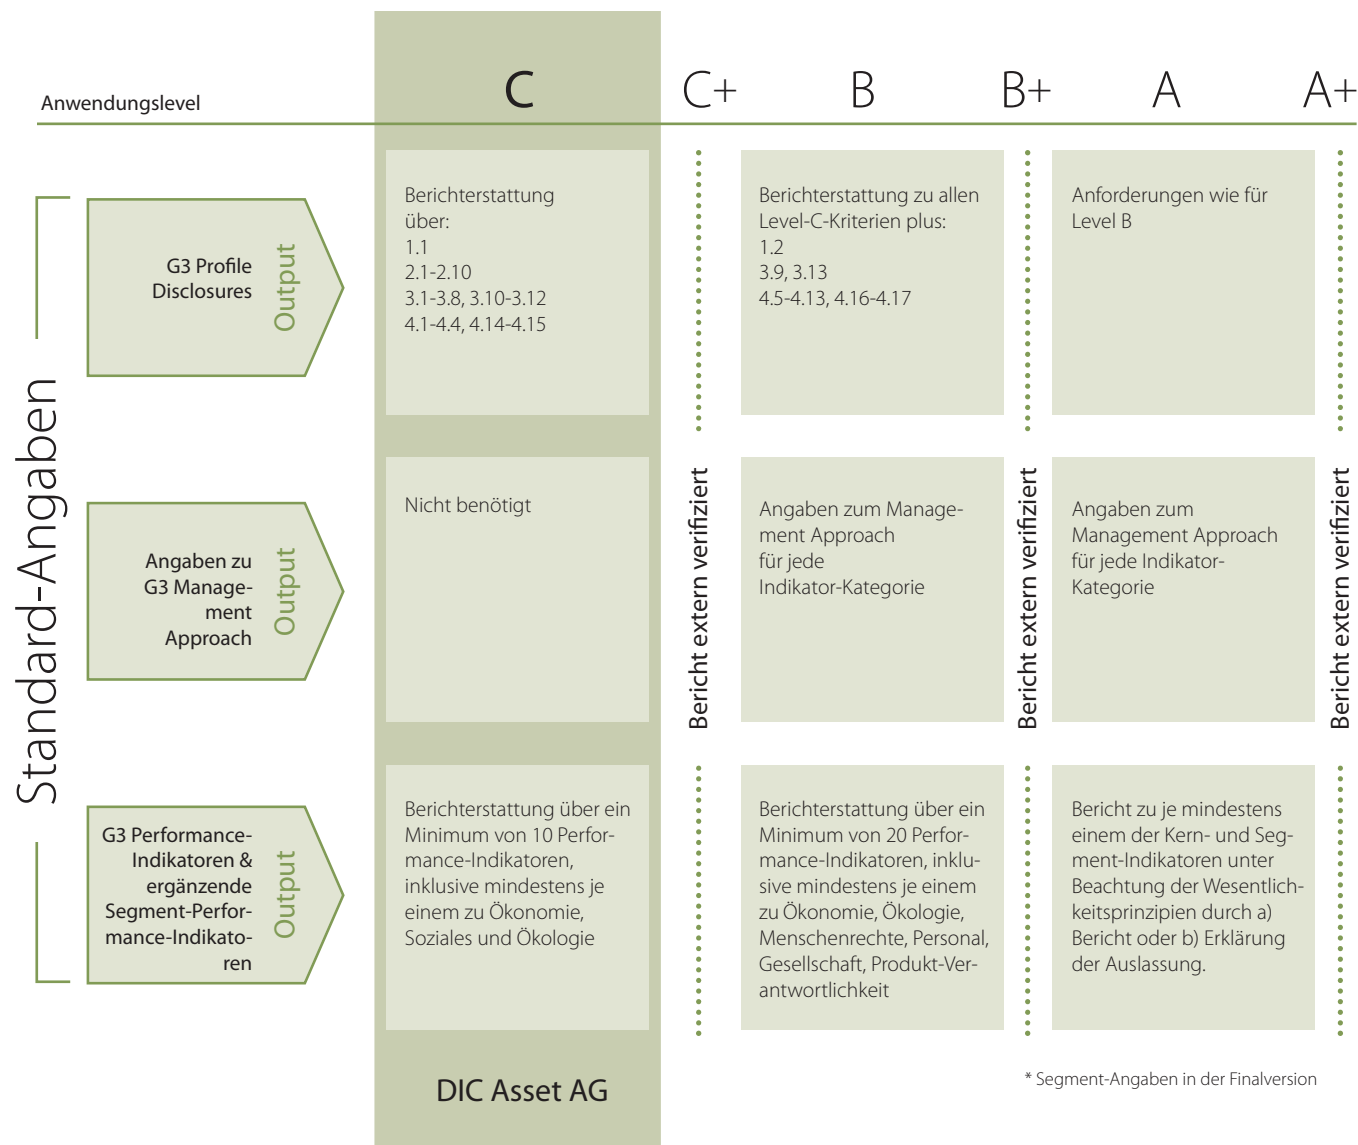 Anwendungslevel
C
C+
B
B+
A
A+
Standard-Angaben
G3 Profile
Disclosures
Output
Berichterstattung
über:
1.1
2.1-2.10
3.1-3.8, 3.10-3.12
4.1-4.4, 4.14-4.15
Berichterstattung zu allen
Level-C-Kriterien plus:
1.2
3.9, 3.13
4.5-4.13, 4.16-4.17
Anforderungen wie für
Level B
Angaben zu
G3 Manage-
ment
Approach
Output
Nicht benötigt
Bericht extern verifiziert
Angaben zum Manage-
ment Approach
für jede
Indikator-Kategorie
Bericht extern verifiziert
Angaben zum
Management Approach
für jede Indikator-
Kategorie
Bericht extern verifiziert
G3 Performance-
Indikatoren &
ergänzende
Segment-Perfor-
mance-Indikato-
ren
Output
Berichterstattung über ein
Minimum von 10 Perfor-
mance-Indikatoren,
inklusive mindestens je
einem zu Ökonomie,
Soziales und Ökologie
Berichterstattung über ein
Minimum von 20 Perfor-
mance-Indikatoren, inklu-
sive mindestens je einem
zu Ökonomie, Ökologie,
Menschenrechte, Personal,
Gesellschaft, Produkt-Ver-
antwortlichkeit
Bericht zu je mindestens
einem der Kern- und Seg-
ment-Indikatoren unter
Beachtung der Wesentlich-
keitsprinzipien durch a)
Bericht oder b) Erklärung
der Auslassung.
DIC Asset AG
* Segment-Angaben in der Finalversion